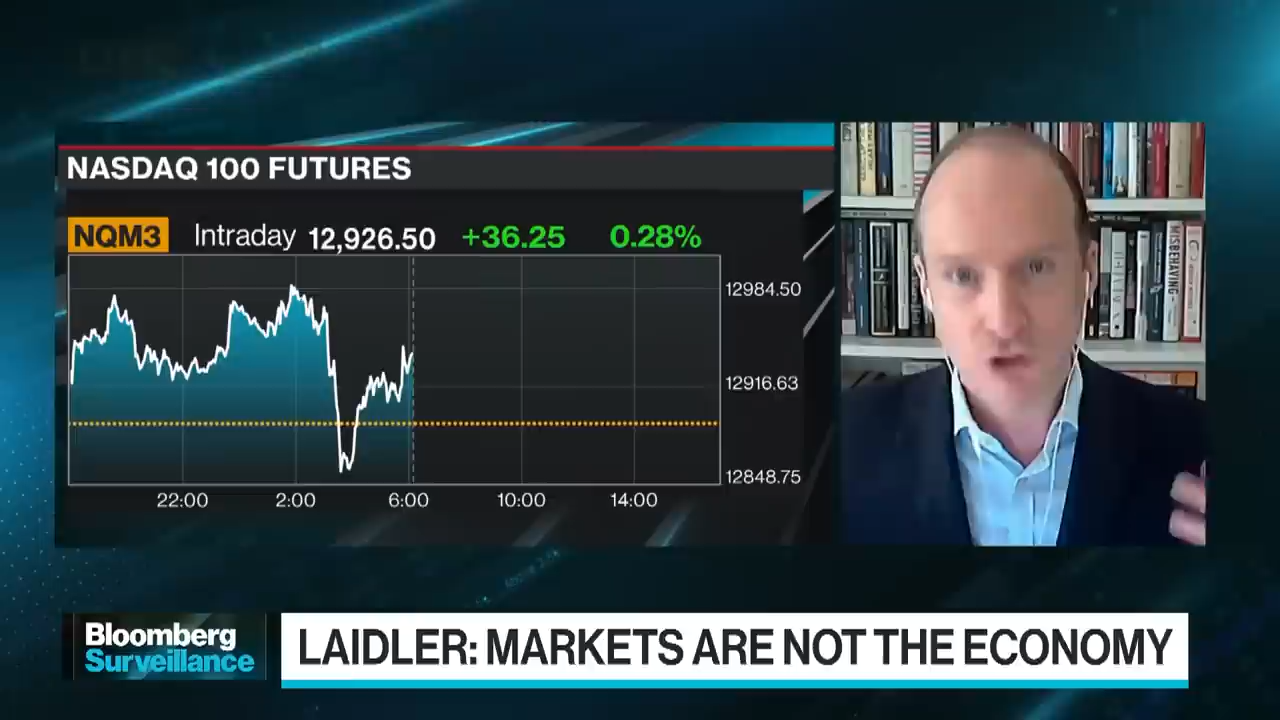 NASDAQ 100 FUTURES
NQM3 Intraday 12,926.50 +36.25 0.28%
12984.50
12916.63
12848.75
22:00 2:00 6:00 10:00 14:00
MISBEHAVING
Bloomberg
Surveillance
LAIDLER: MARKETS ARE NOT THE ECONOMY